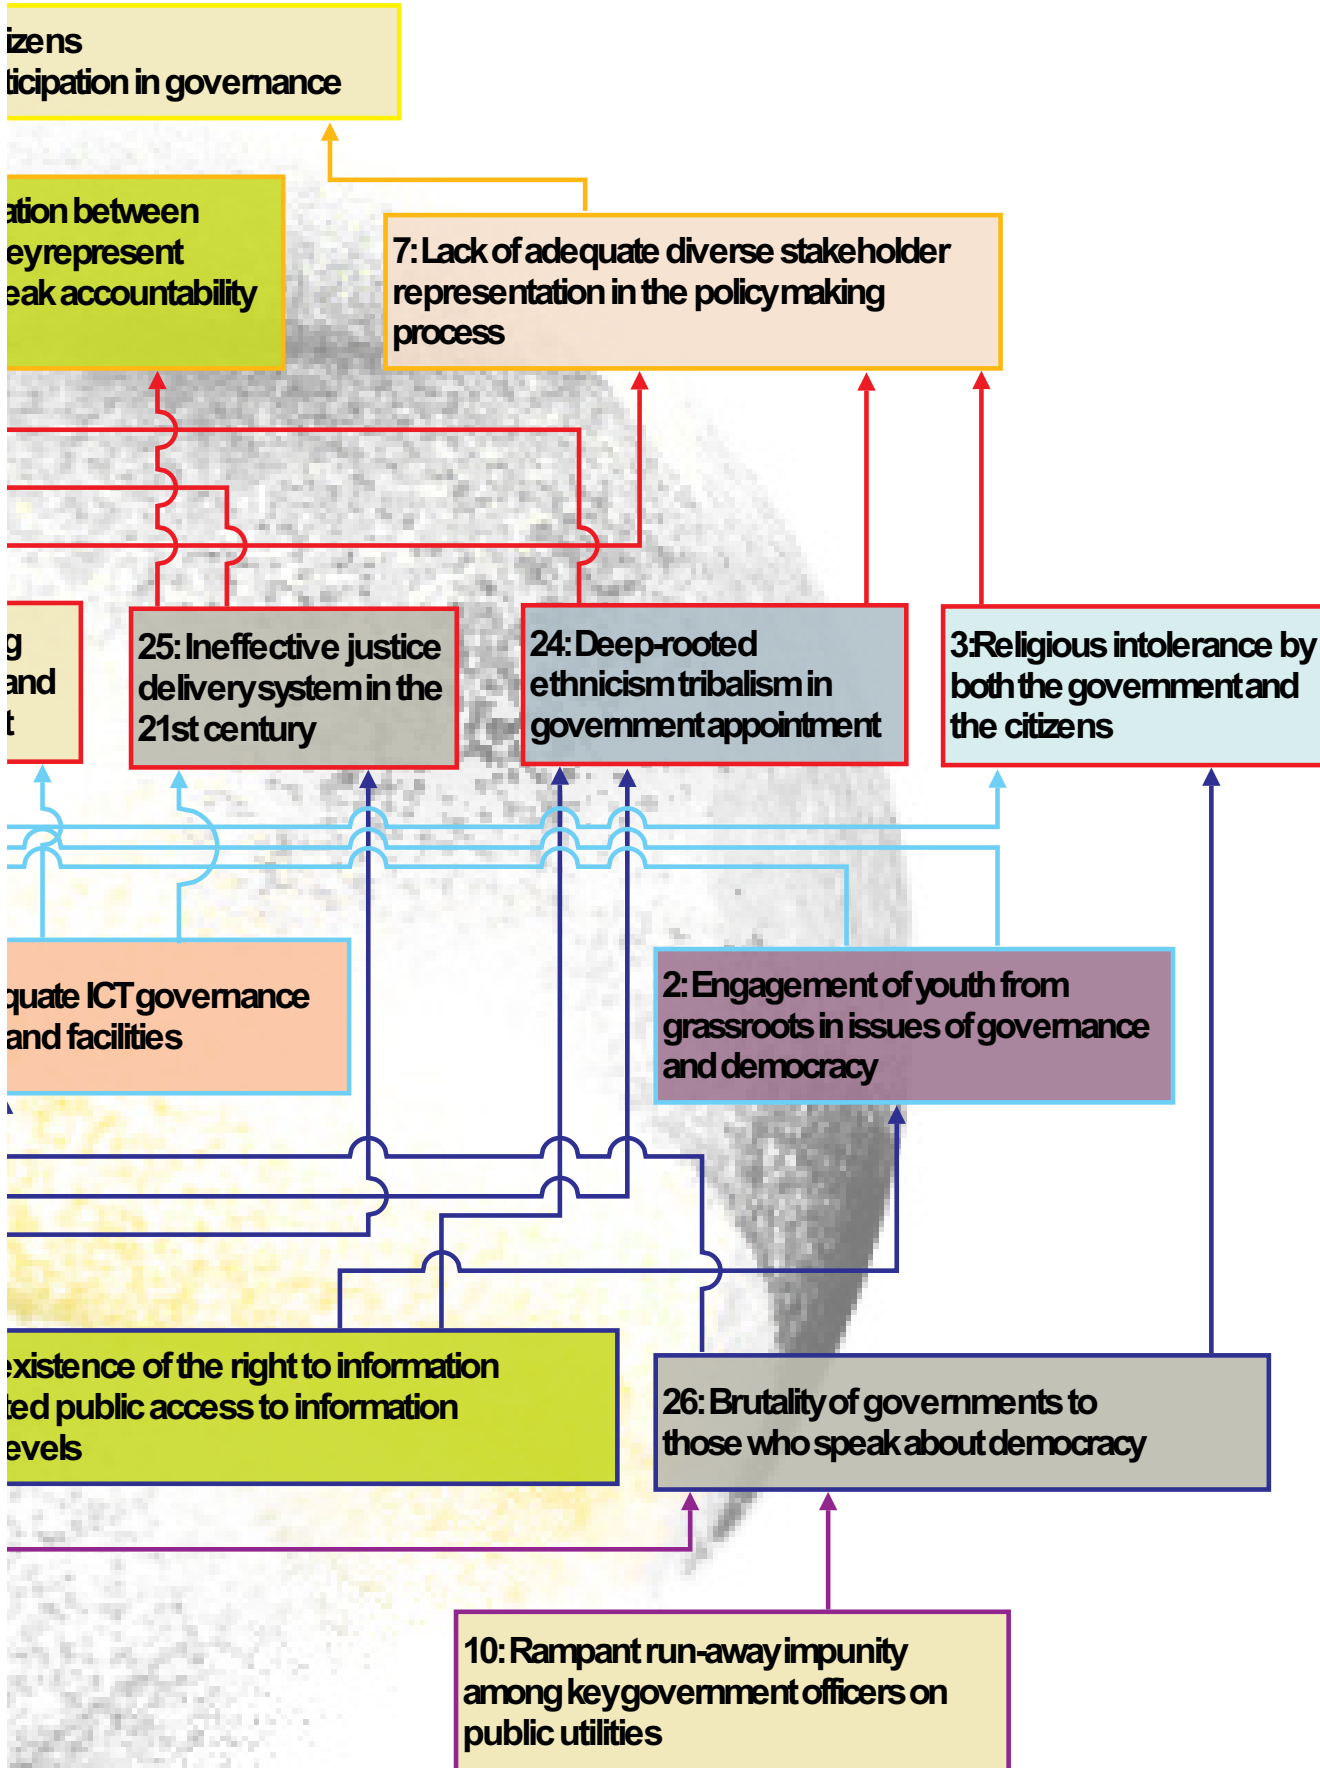 izens
ticipation in governance
ation between
ey represent
eak accountability
7: Lack of adequate diverse stakeholder
representation in the policymaking
process
g
and
t
25: Ineffective justice
delivery system in the
21st century
24: Deep-rooted
ethnicism tribalism in
government appointment
3:Religious intolerance by
both the government and
the citizens
quate ICT governance
and facilities
2: Engagement of youth from
grassroots in issues of governance
and democracy
existence of the right to information
ted public access to information
evels
26: Brutality of governments to
those who speak about democracy
10: Rampant run-away impunity
among key government officers on
public utilities